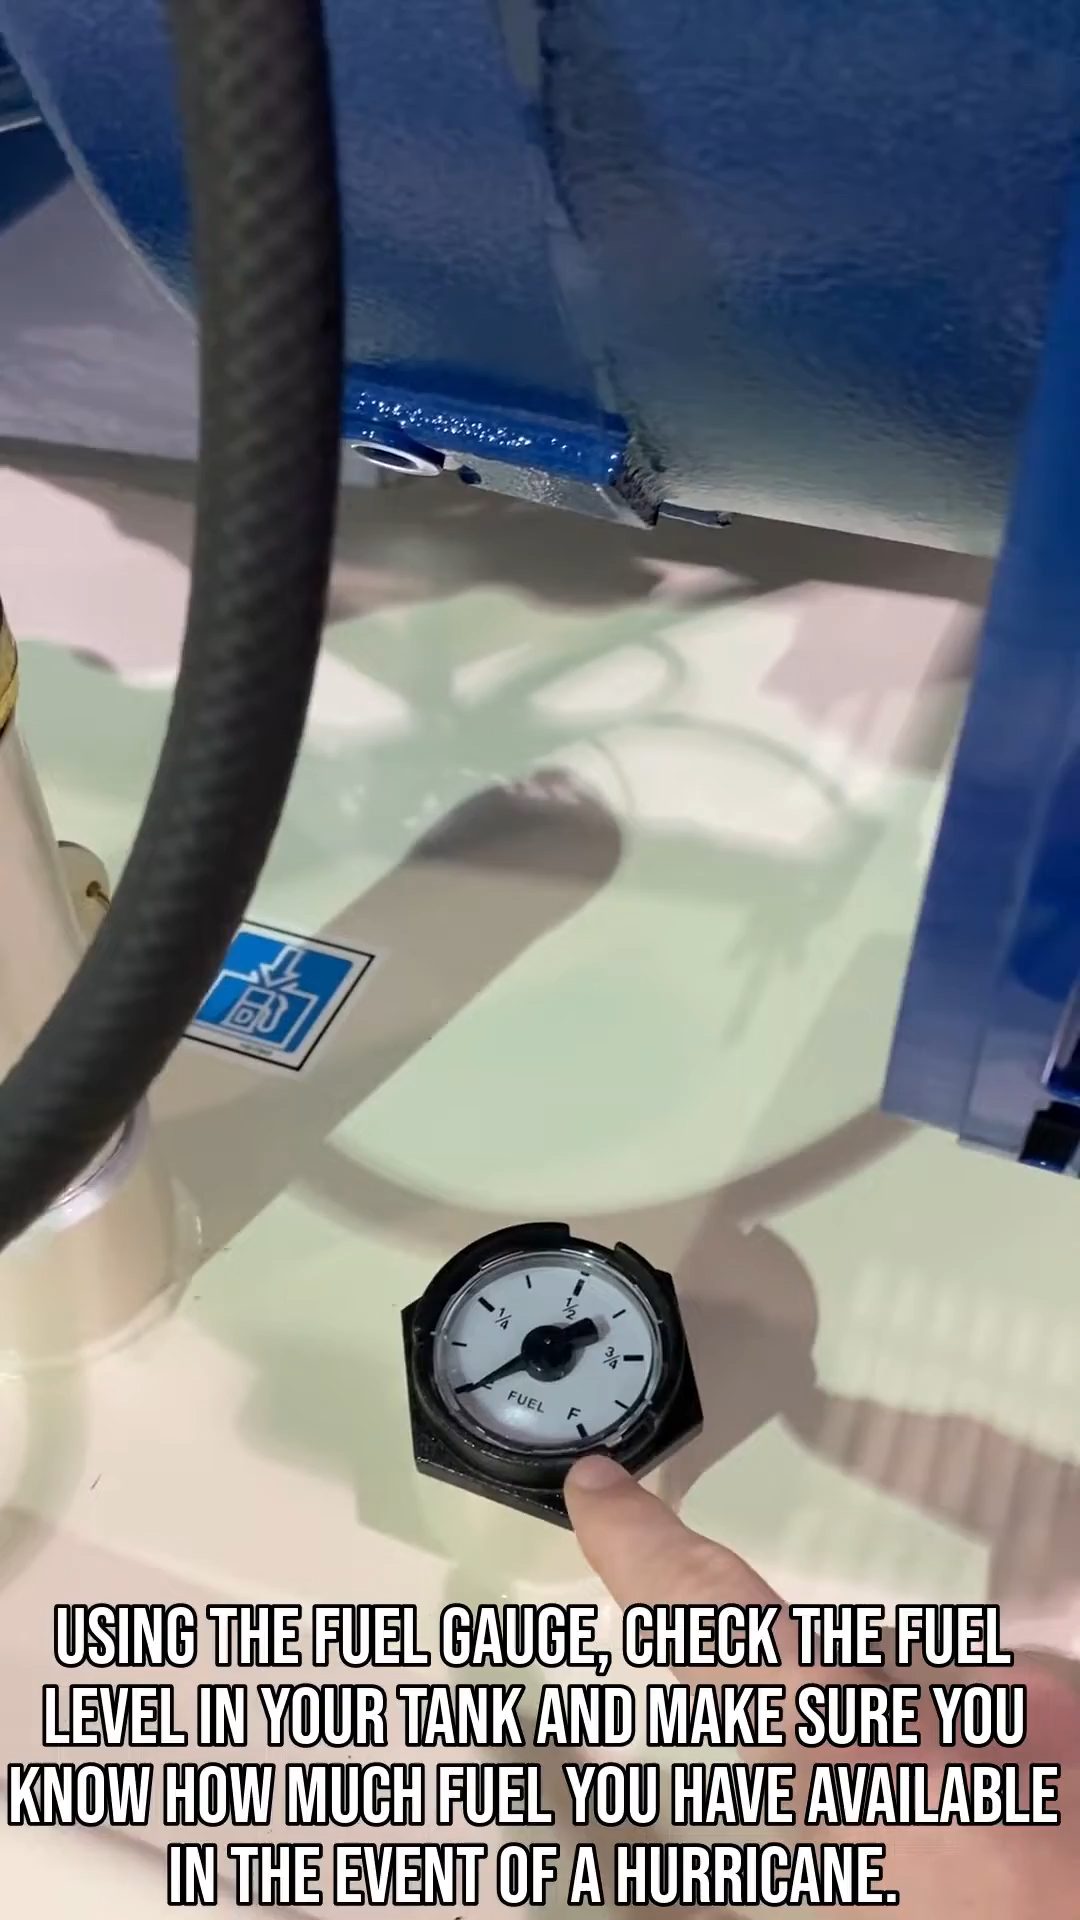 D
1/4
1/2
3/4
FUEL
F
USING THE FUEL GAUGE, CHECK THE FUEL
LEVEL IN YOUR TANK AND MAKE SURE YOU
KNOW HOW MUCH FUEL YOU HAVE AVAILABLE
IN THE EVENT OF A HURRICANE.